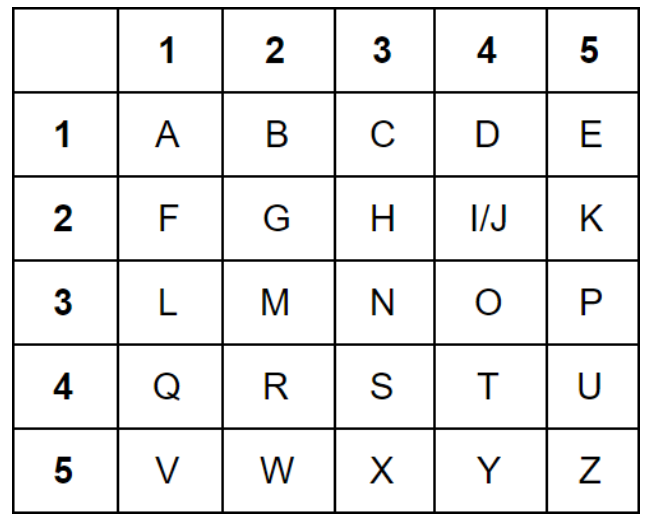 1 2 3 4 5
1 A B C D E
2 F G H I/J K
3 L M N O P
4 Q R S T U
5 V W X Y Z